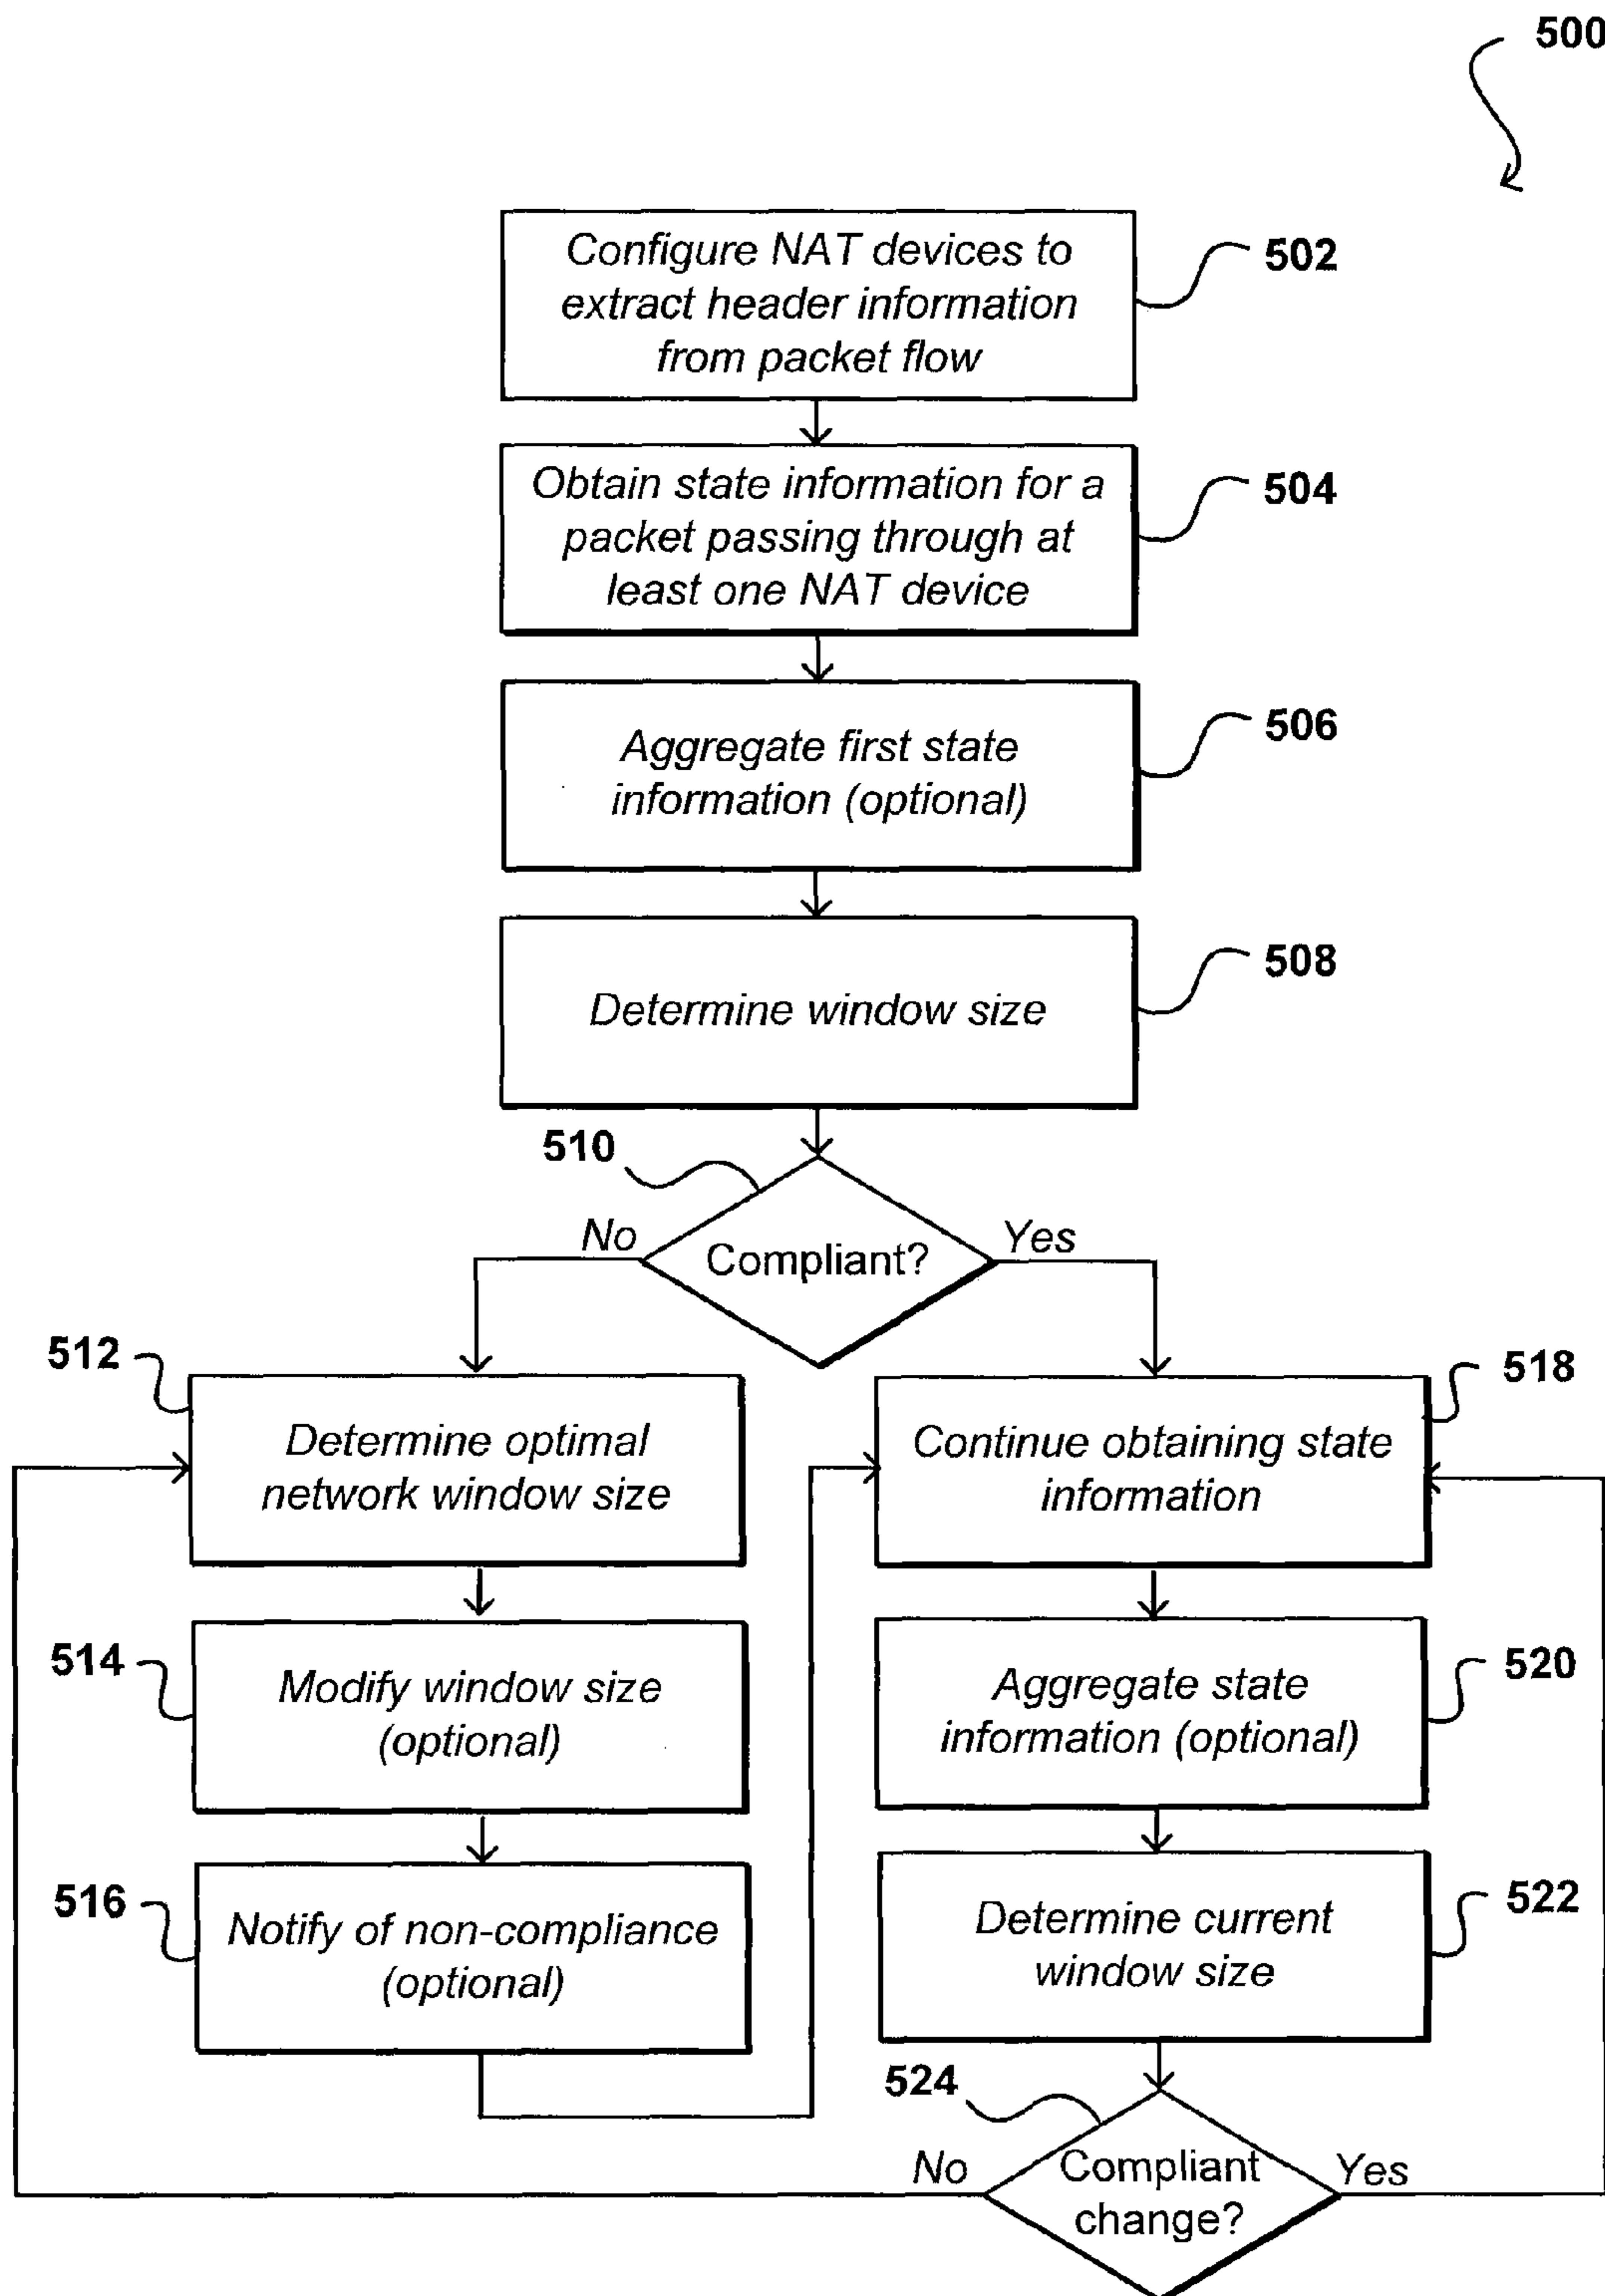 500
Configure NAT devices to
extract header information
from packet flow
502
Obtain state information for a
packet passing through at
least one NAT device
504
Aggregate first state
information (optional)
506
Determine window size
508
510
No
Compliant?
Yes
512
Determine optimal
network window size
518
Continue obtaining state
information
514
Modify window size
(optional)
520
Aggregate state
information (optional)
516
Notify of non-compliance
(optional)
522
Determine current
window size
524
No
Compliant
change?
Yes